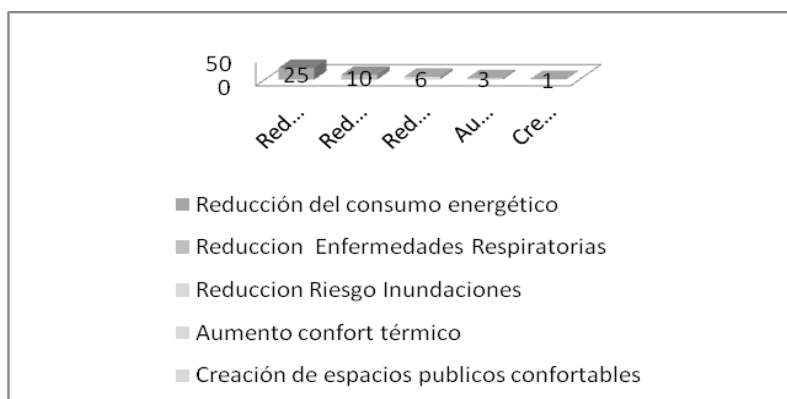 50
0
25 10 6 3 1
Red... Red... Red... Au... Cre...
Reducción del consumo energético
Reduccion Enfermedades Respiratorias
Reduccion Riesgo Inundaciones
Aumento confort térmico
Creación de espacios publicos confortables